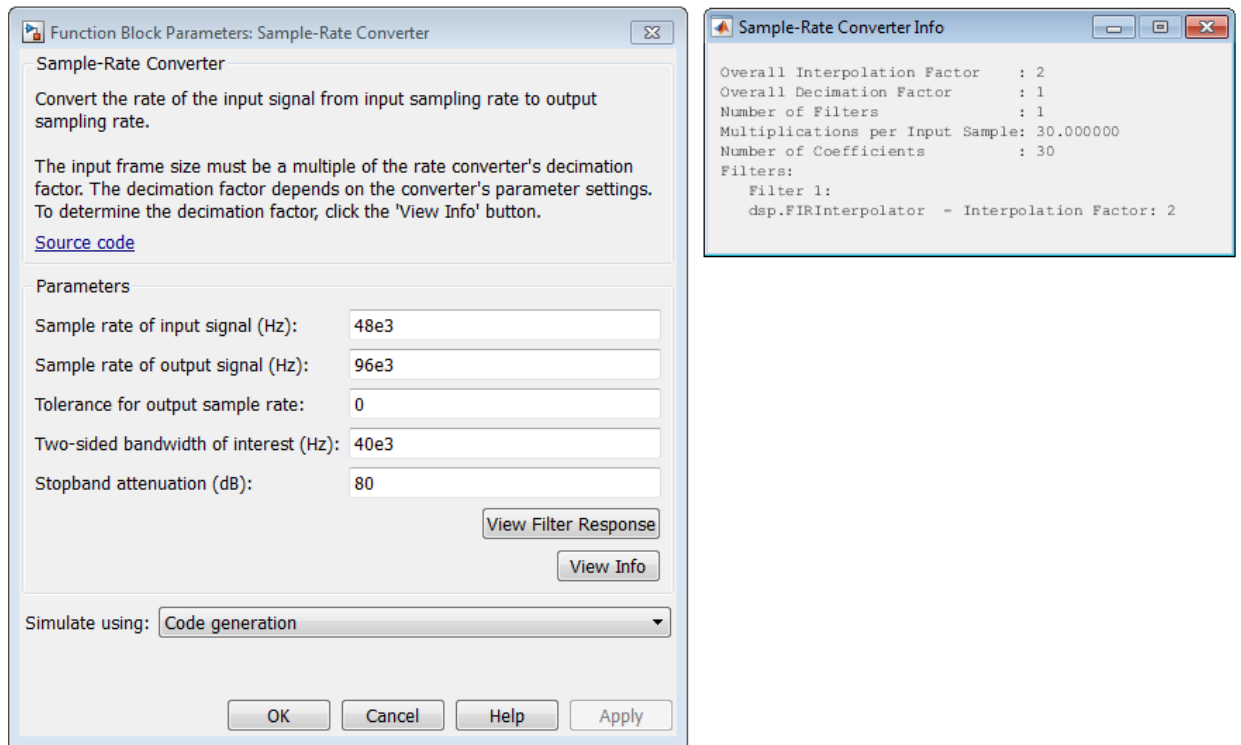 Function Block Parameters: Sample-Rate Converter
Sample-Rate Converter
Convert the rate of the input signal from input sampling rate to output
sampling rate.
The input frame size must be a multiple of the rate converter's decimation
factor. The decimation factor depends on the converter's parameter settings.
To determine the decimation factor, click the 'View Info' button.
Source code
Parameters
Sample rate of input signal (Hz): 48e3
Sample rate of output signal (Hz): 96e3
Tolerance for output sample rate: 0
Two-sided bandwidth of interest (Hz): 40e3
Stopband attenuation (dB): 80
View Filter Response
View Info
Simulate using: Code generation
OK Cancel Help Apply
Sample-Rate Converter Info
Overall Interpolation Factor : 2
Overall Decimation Factor : 1
Number of Filters : 1
Multiplications per Input Sample: 30.000000
Number of Coefficients : 30
Filters:
Filter 1:
dsp.FIRInterpolator - Interpolation Factor: 2